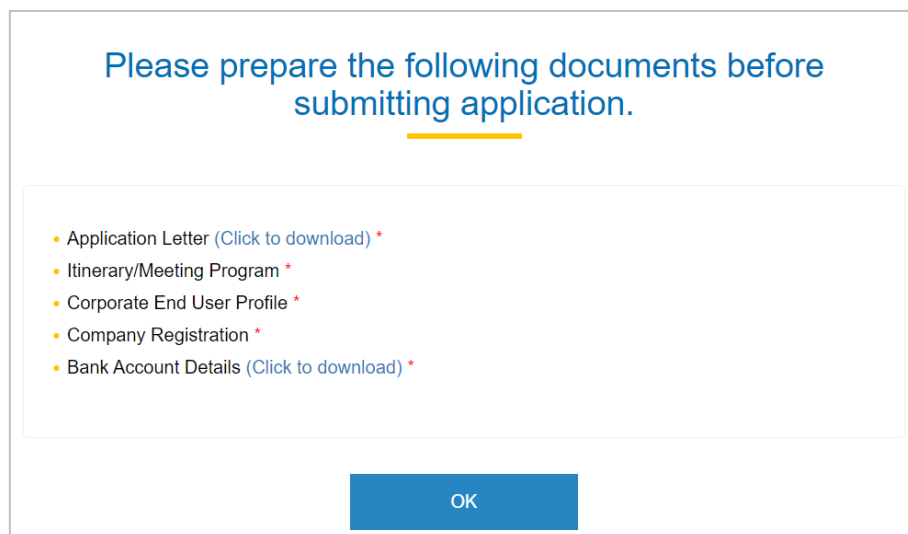 Please prepare the following documents before
submitting application.
Application Letter (Click to download) *
Itinerary/Meeting Program *
Corporate End User Profile *
Company Registration *
Bank Account Details (Click to download) *
OK